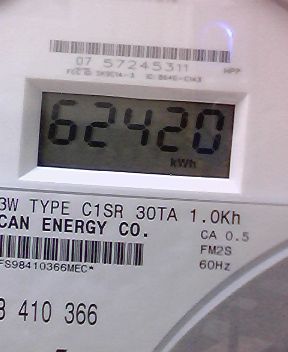 07 57245311
HPP
62420
kWh
3W TYPE C1SR 30TA 1.0Kh
CAN ENERGY CO.
CA 0.5
FM2S
60Hz
FS98410366MEC*
410 366